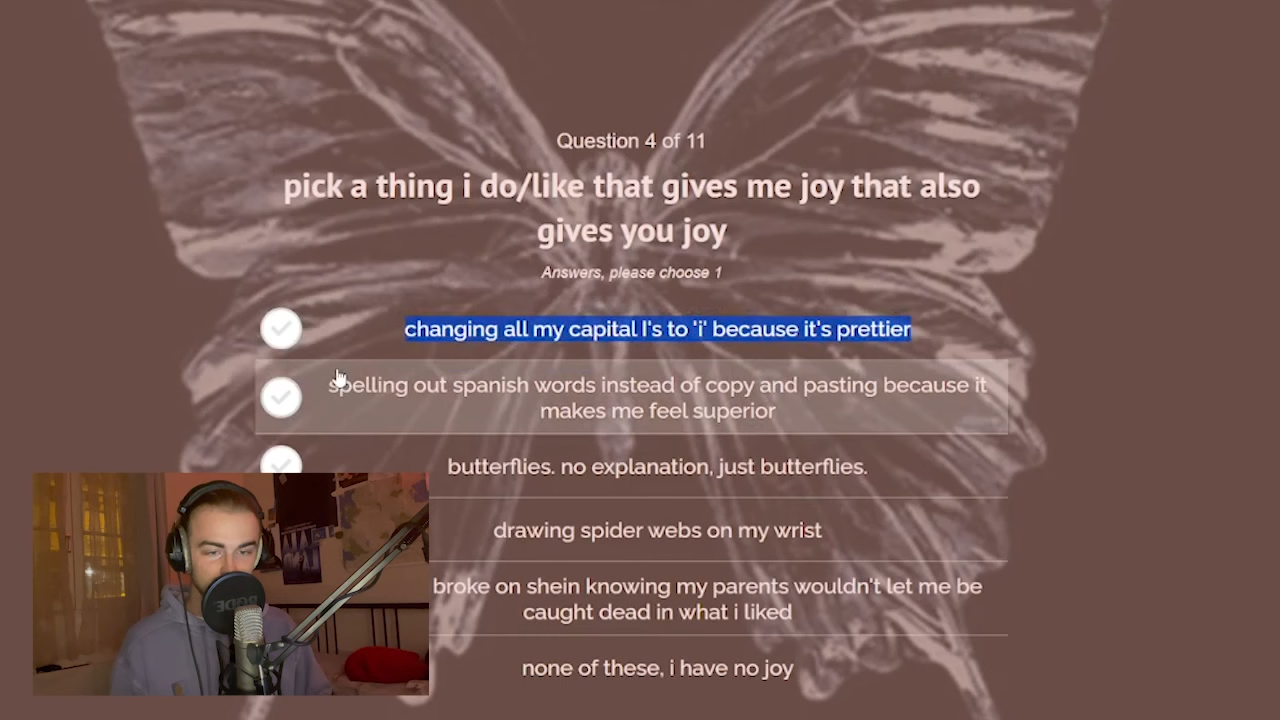 Question 4 of 11
pick a thing i do/like that gives me joy that also
gives you joy
Answers, please choose 1
changing all my capital I's to 'i' because it's prettier
spelling out spanish words instead of copy and pasting because it
makes me feel superior
butterflies. no explanation, just butterflies.
drawing spider webs on my wrist
broke on shein knowing my parents wouldn't let me be
caught dead in what i liked
none of these, i have no joy
RODE